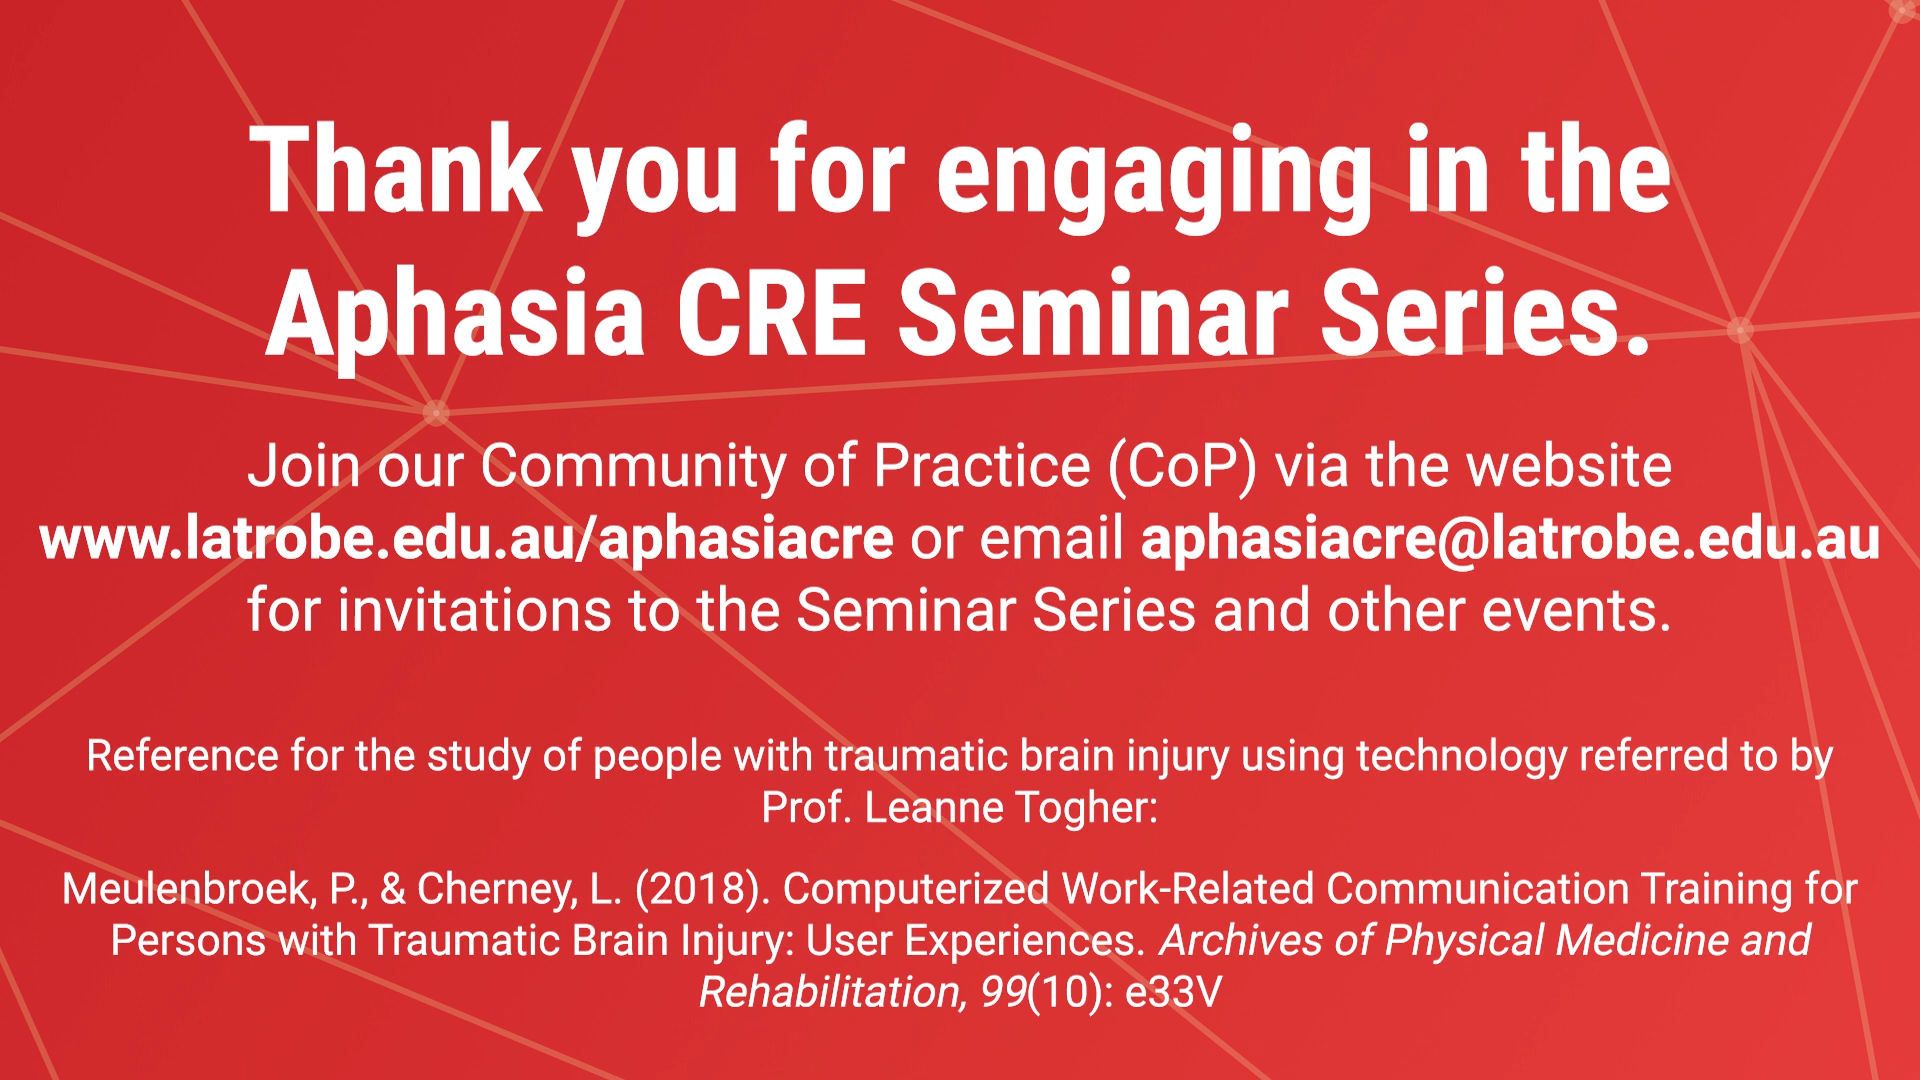 Thank you for engaging in the
Aphasia CRE Seminar Series.
Join our Community of Practice (CoP) via the website
www.latrobe.edu.au/aphasiacre or email aphasiacre@latrobe.edu.au
for invitations to the Seminar Series and other events.
Reference for the study of people with traumatic brain injury using technology referred to by
Prof. Leanne Togher:
Meulenbroek, P., & Cherney, L. (2018). Computerized Work-Related Communication Training for
Persons with Traumatic Brain Injury: User Experiences. Archives of Physical Medicine and
Rehabilitation, 99(10): e33V